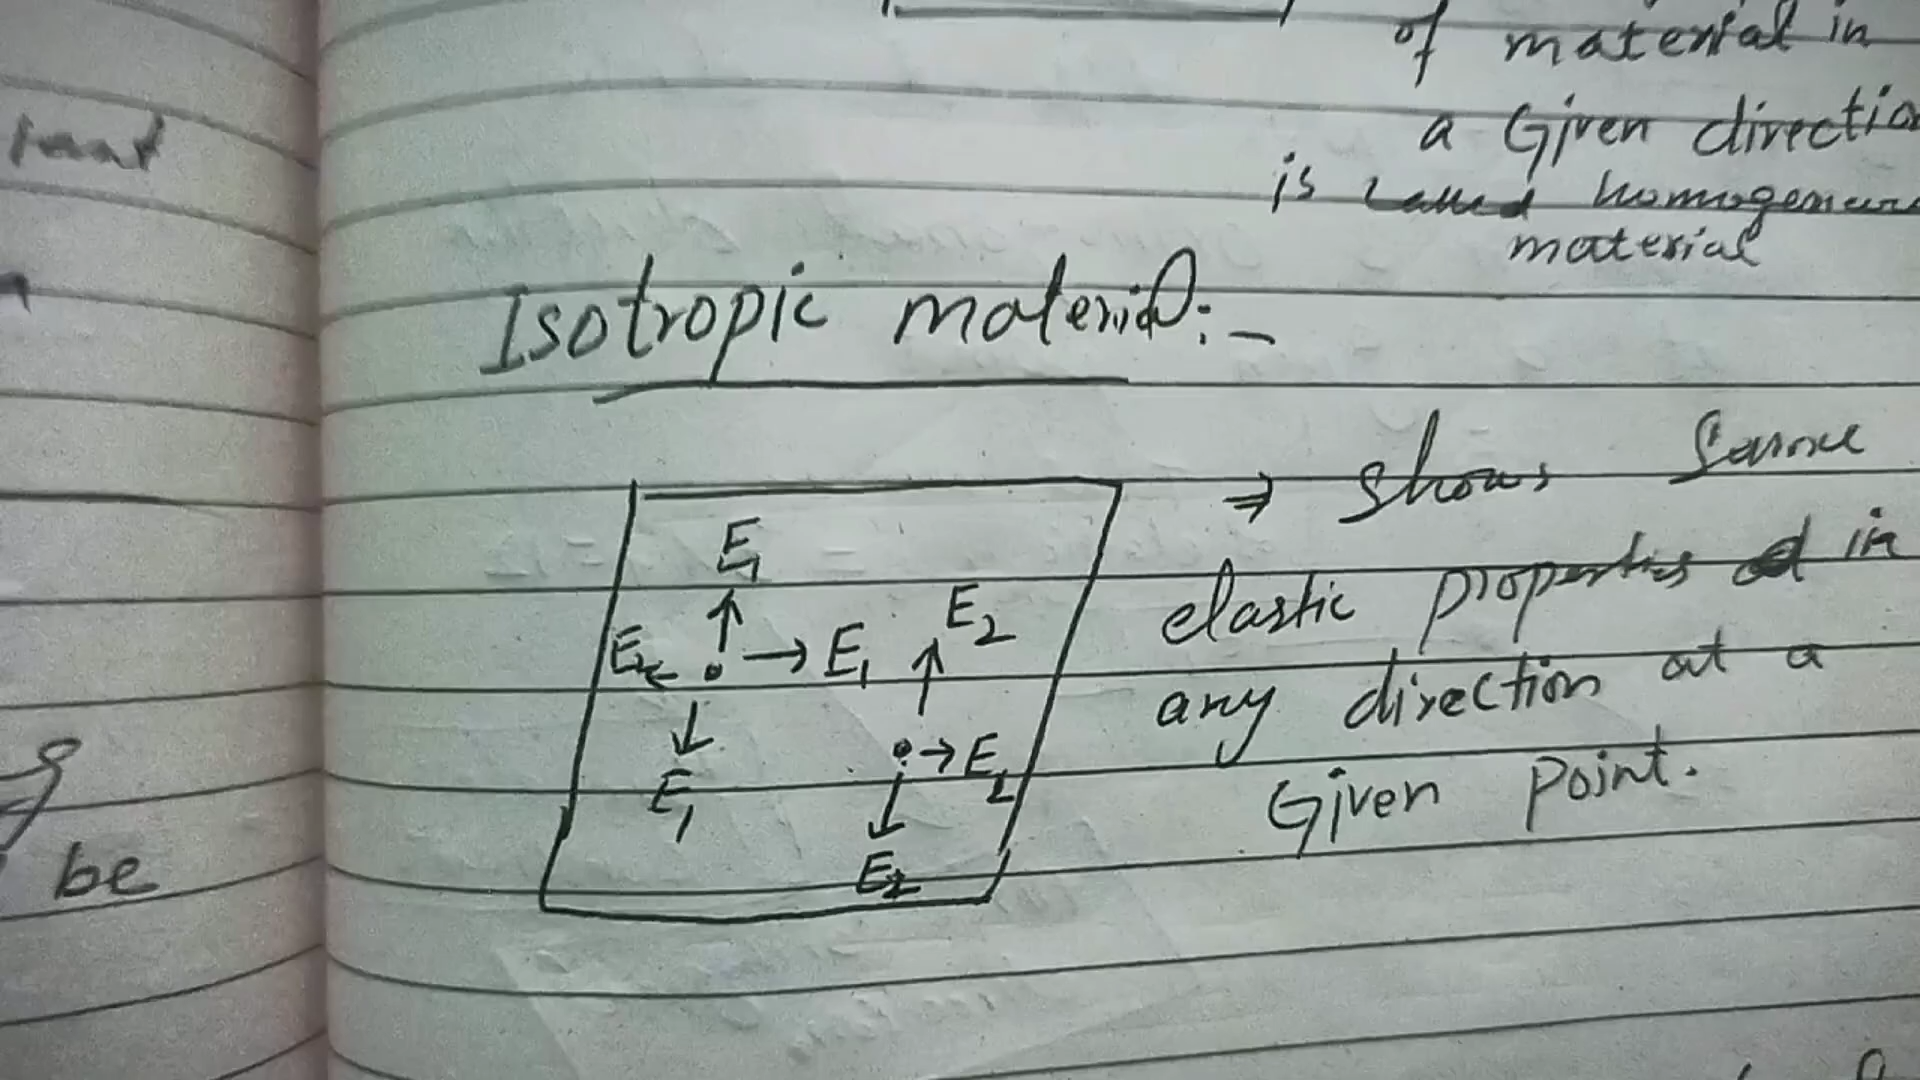 of material in
a Given direction
is called homogeneous
material
Isotropic material:-
⇒ shows same
elastic properties in
any direction at a
Given point.
E1
E2
E1
E2
E1
E2
E2
be